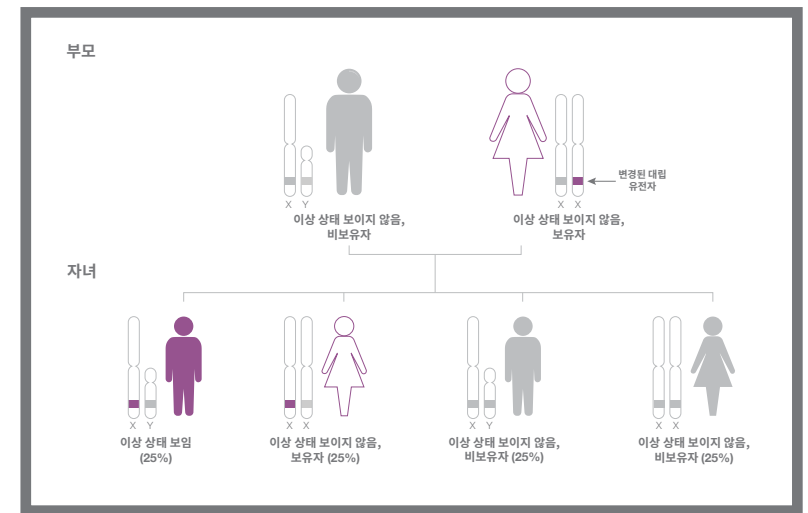 부모
변경된 대립
유전자
X Y
X X
이상 상태 보이지 않음,
비보유자
이상 상태 보이지 않음,
보유자
자녀
X Y
X X
X Y
X X
이상 상태 보임
(25%)
이상 상태 보이지 않음,
보유자 (25%)
이상 상태 보이지 않음,
비보유자 (25%)
이상 상태 보이지 않음,
비보유자 (25%)